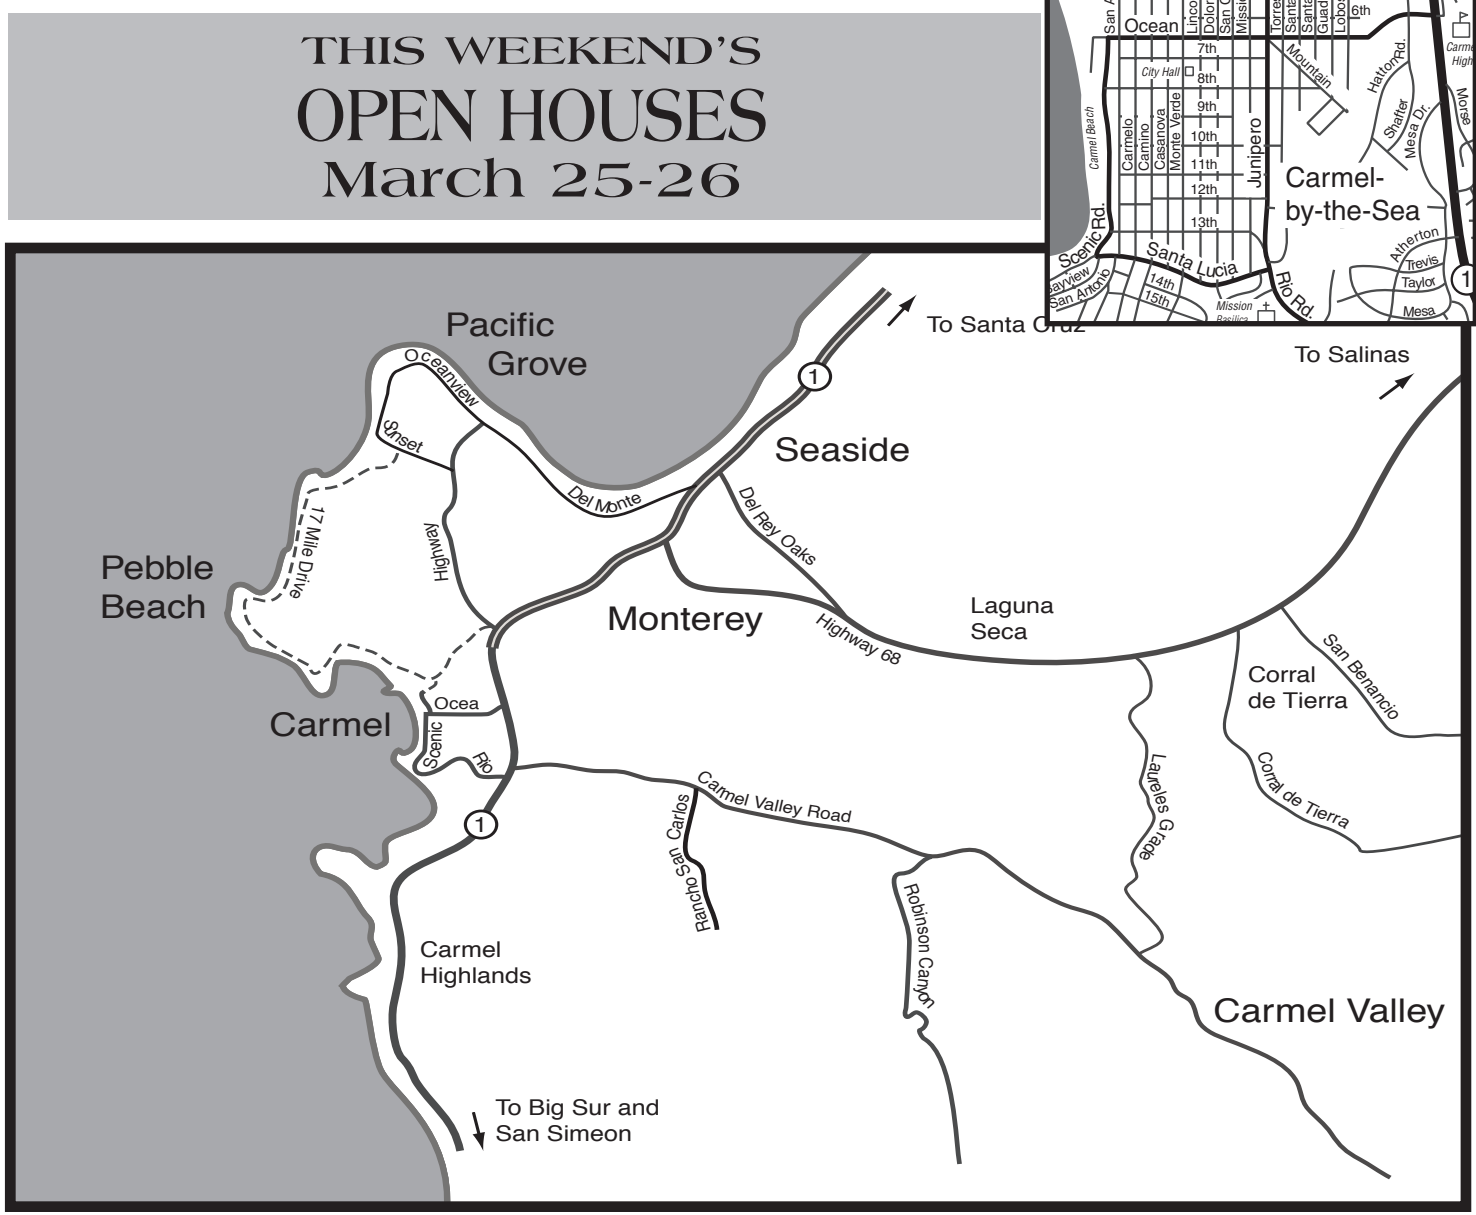 THIS WEEKEND'S
OPEN HOUSES
March 25-26
Ocean
6th
7th
City Hall
8th
9th
10th
11th
12th
13th
14th
15th
Carmel Beach
Carmelo
Camino
Casanova
Monte Verde
Junipero
Mountain
Hatton Rd.
Shafter
Mesa Dr.
Morse
Carmel-
by-the-Sea
Scenic Rd.
Santa Lucia
San Antonio
Mission
Basilica
Rio Rd.
Atherton
Trevis
Taylor
Mesa
1
To Santa Cruz
To Salinas
Pacific
Grove
Oceanview
Sunset
1
Seaside
Del Monte
Del Rey Oaks
17 Mile Drive
Highway
Pebble
Beach
Monterey
Highway 68
Laguna
Seca
San Benancio
Corral
de Tierra
Corral de Tierra
Carmel
Ocea
Scenic
Rio
1
Carmel Valley Road
Rancho San Carlos
Laureles Grade
Robinson Canyon
Carmel
Highlands
Carmel Valley
To Big Sur and
San Simeon